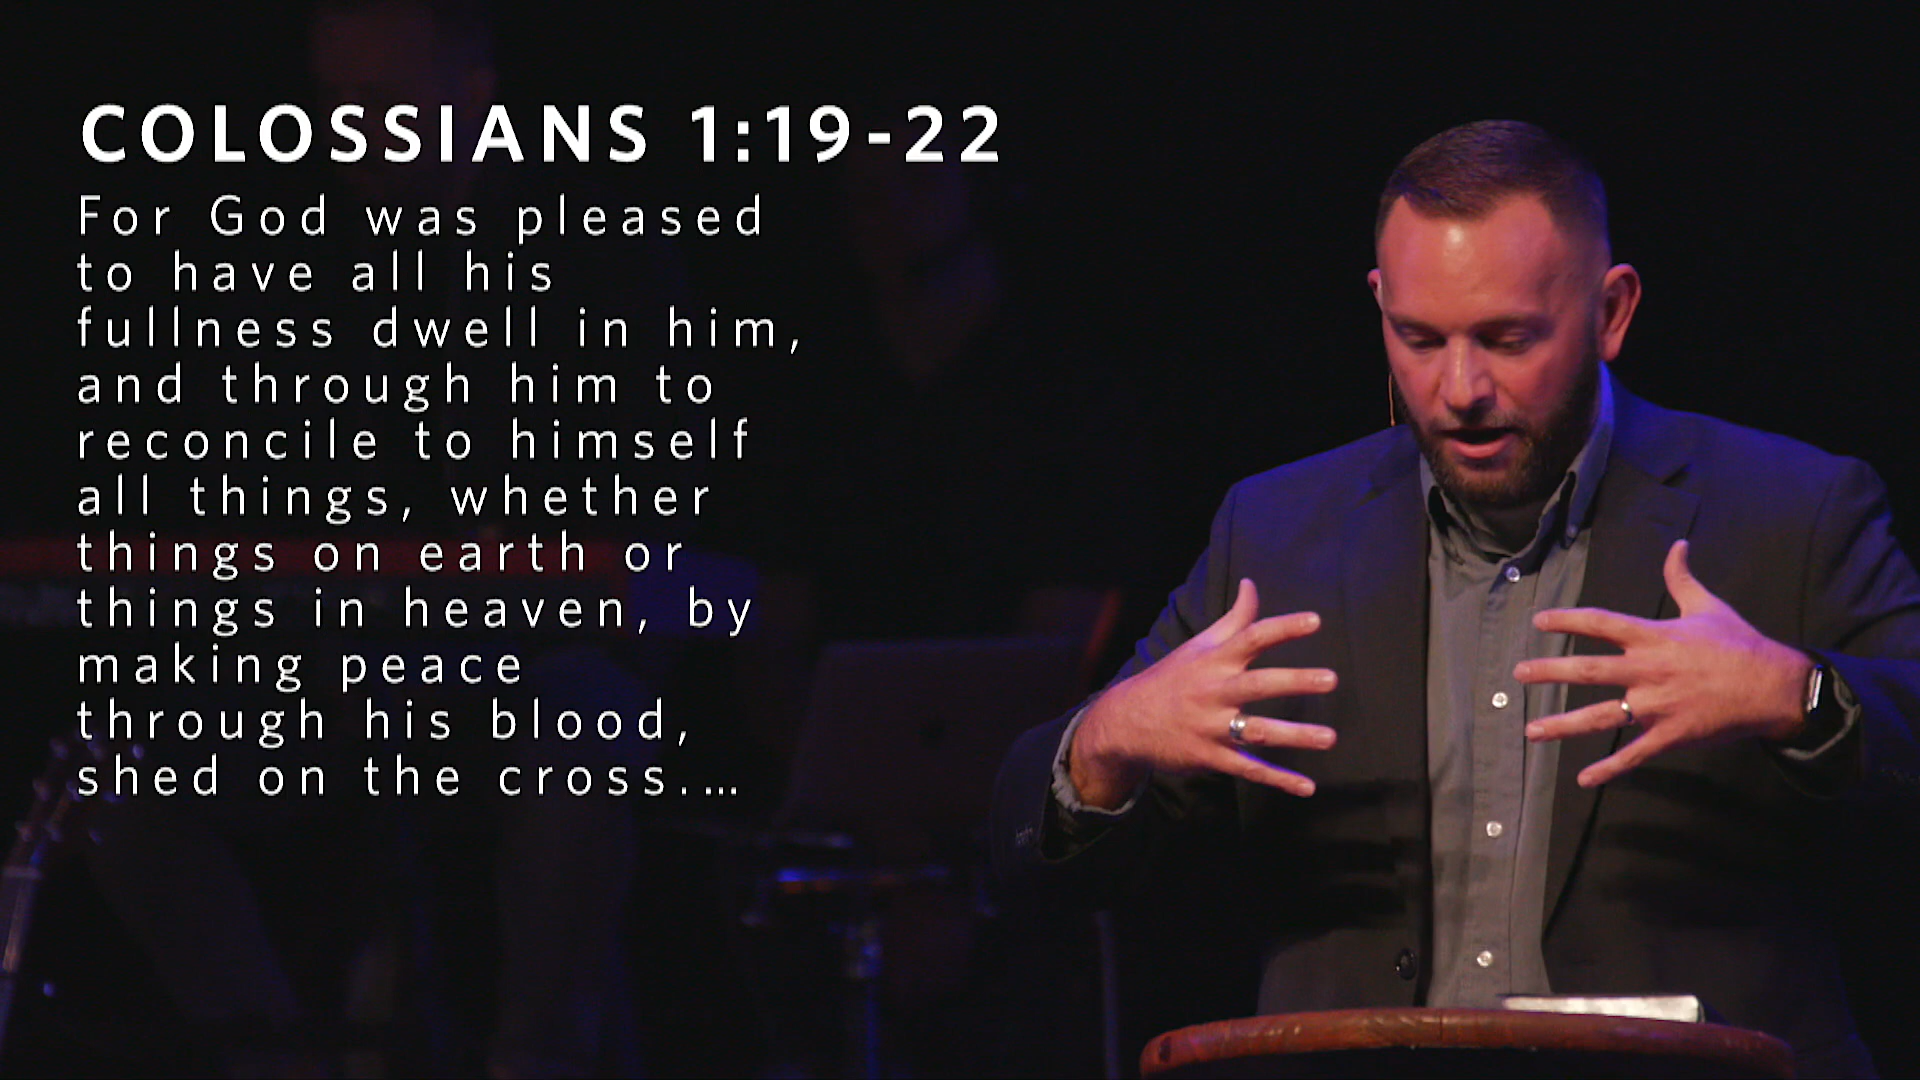 COLOSSIANS 1:19-22
For God was pleased
to have all his
fullness dwell in him,
and through him to
reconcile to himself
all things, whether
things on earth or
things in heaven, by
making peace
through his blood,
shed on the cross.…